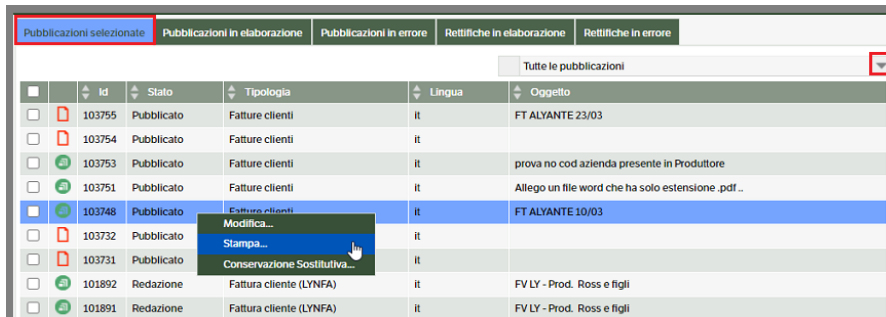 Pubblicazioni selezionate Pubblicazioni in elaborazione Pubblicazioni in errore Rettifiche in elaborazione Rettifiche in errore
Tutte le pubblicazioni
Id Stato Tipologia Lingua Oggetto
103755 Pubblicato Fatture clienti it FT ALYANTE 23/03
103754 Pubblicato Fatture clienti it
103753 Pubblicato Fatture clienti it prova no cod azienda presente in Produttore
103751 Pubblicato Fatture clienti it Allego un file word che ha solo estensione .pdf ..
103748 Pubblicato Fatture clienti it FT ALYANTE 10/03
Modifica...
103732 Pubblicato it
Stampa...
103731 Pubblicato it
Conservazione Sostitutiva...
101892 Redazione Fattura cliente (LYNFA) it FV LY - Prod. Ross e figli
101891 Redazione Fattura cliente (LYNFA) it FV LY - Prod. Ross e figli